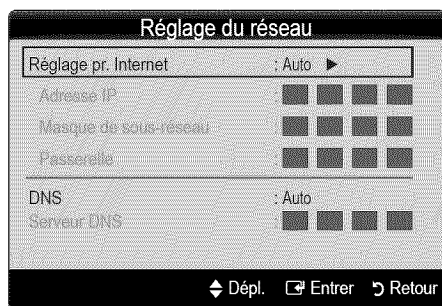 Réglage du réseau
Réglage pr. Internet : Auto ►
Adresse IP :
Masque de sous-réseau :
Passerelle :
DNS : Auto
Serveur DNS :
Dépl. Entrer Retour